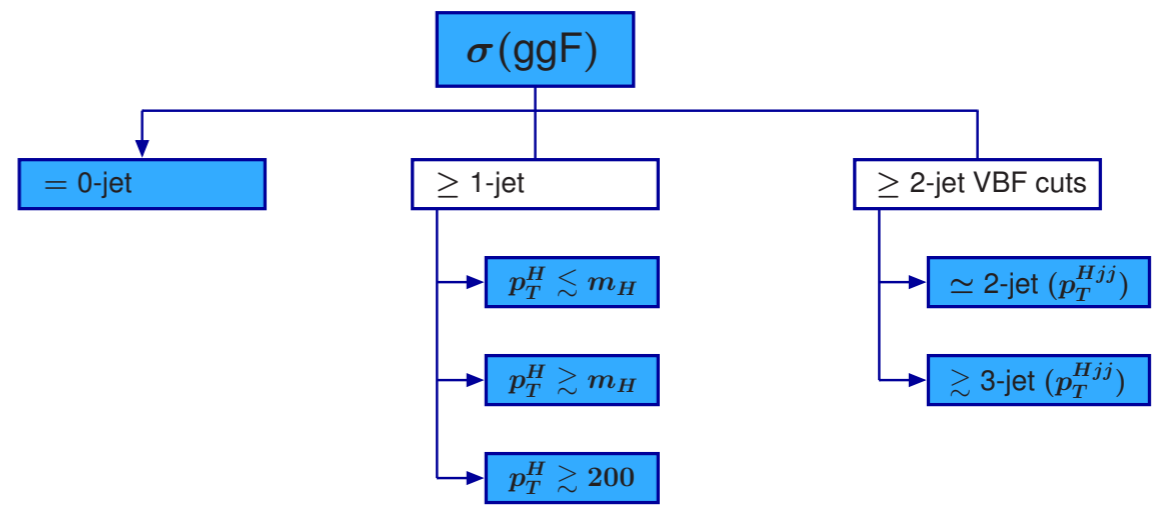 σ(ggF)
= 0-jet
≥ 1-jet
≥ 2-jet VBF cuts
p_T^H ≲ m_H
≃ 2-jet (p_T^{Hjj})
p_T^H ≳ m_H
≳ 3-jet (p_T^{Hjj})
p_T^H ≳ 200